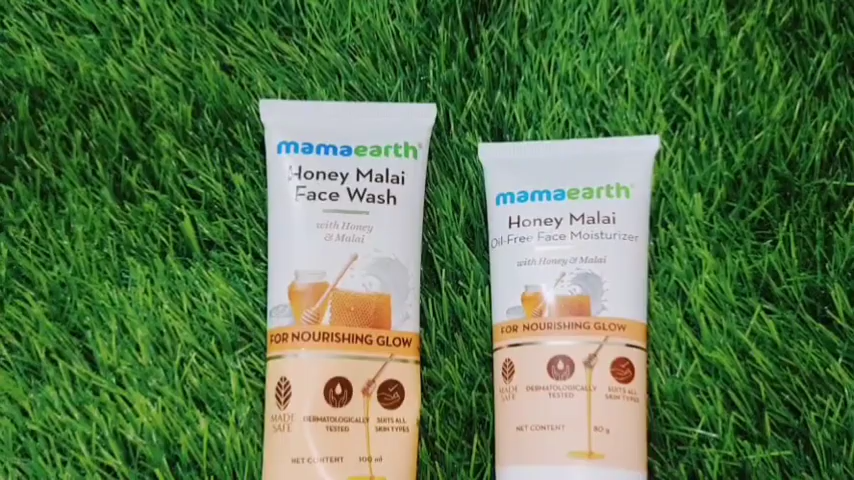 mamaearth
Honey Malai
Face Wash
with Honey
& Malai
FOR NOURISHING GLOW
MADE
SAFE
DERMATOLOGICALLY
TESTED
SUITS ALL
SKIN TYPES
NET CONTENT 100 ml
mamaearth
Honey Malai
Oil-Free Face Moisturizer
with Honey & Malai
FOR NOURISHING GLOW
MADE
SAFE
DERMATOLOGICALLY
TESTED
SUITS ALL
SKIN TYPES
NET CONTENT 80 g